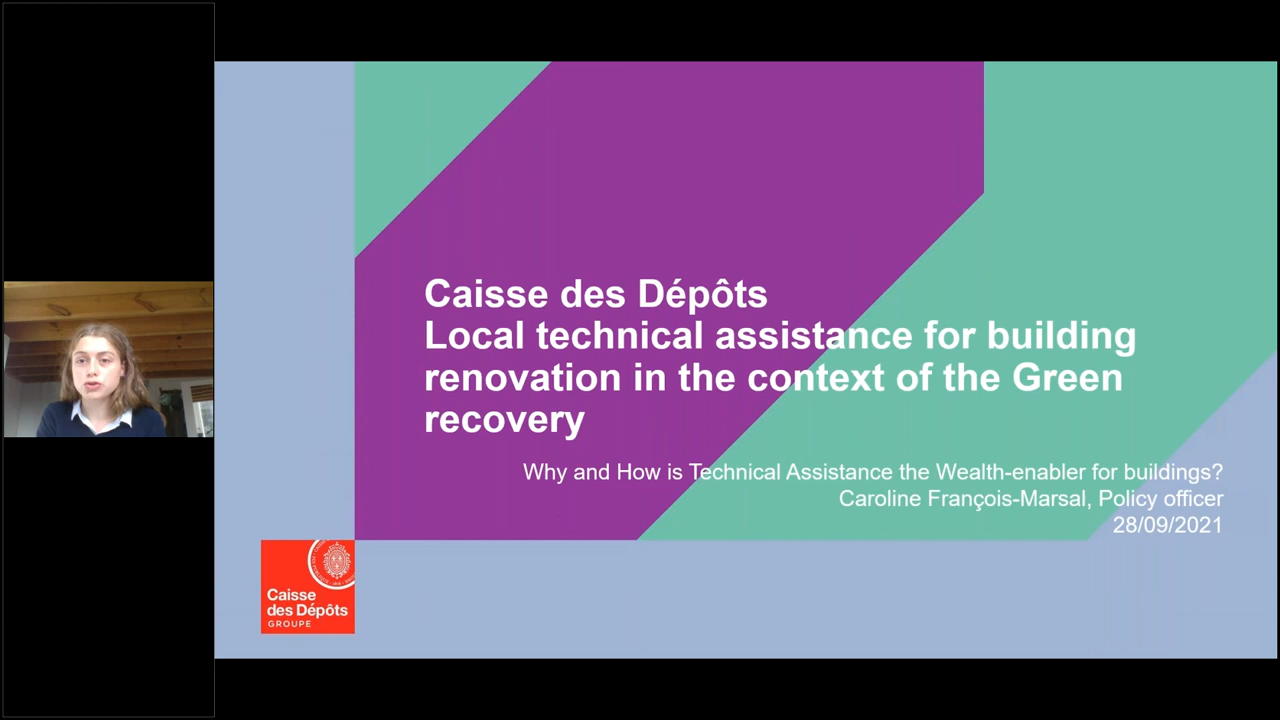 Caisse des Dépôts
Local technical assistance for building
renovation in the context of the Green
recovery
Why and How is Technical Assistance the Wealth-enabler for buildings?
Caroline François-Marsal, Policy officer
28/09/2021
Caisse
des Dépôts
GROUPE